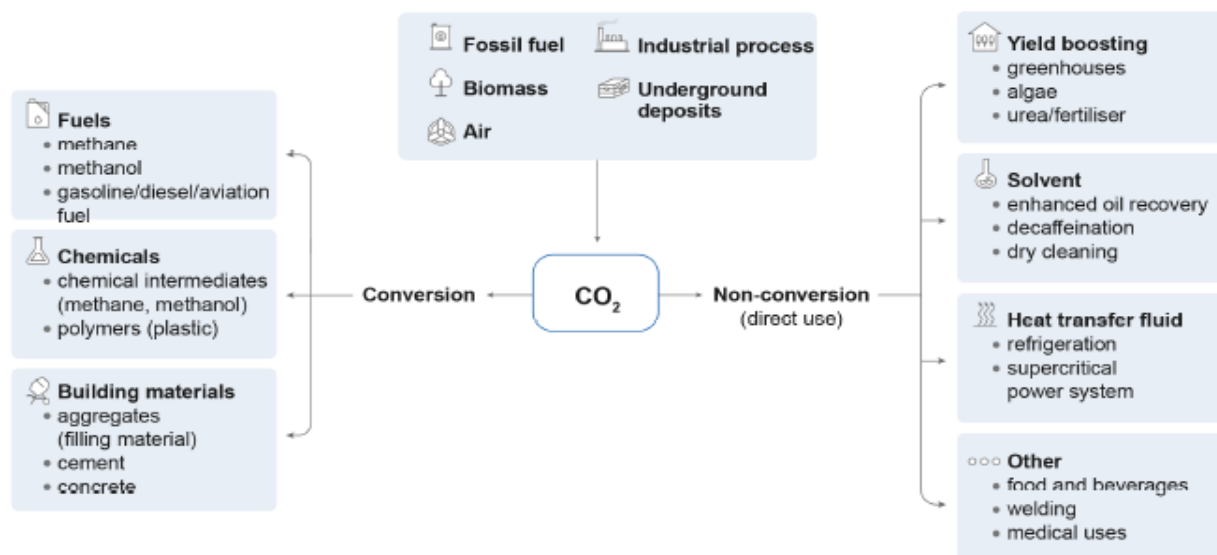 Fossil fuel
Industrial process
Biomass
Underground
deposits
Air
Fuels
• methane
• methanol
• gasoline/diesel/aviation
fuel
Chemicals
• chemical intermediates
(methane, methanol)
• polymers (plastic)
Building materials
• aggregates
(filling material)
• cement
• concrete
Conversion
CO₂
Non-conversion
(direct use)
Yield boosting
• greenhouses
• algae
• urea/fertiliser
Solvent
• enhanced oil recovery
• decaffeination
• dry cleaning
Heat transfer fluid
• refrigeration
• supercritical
power system
Other
• food and beverages
• welding
• medical uses